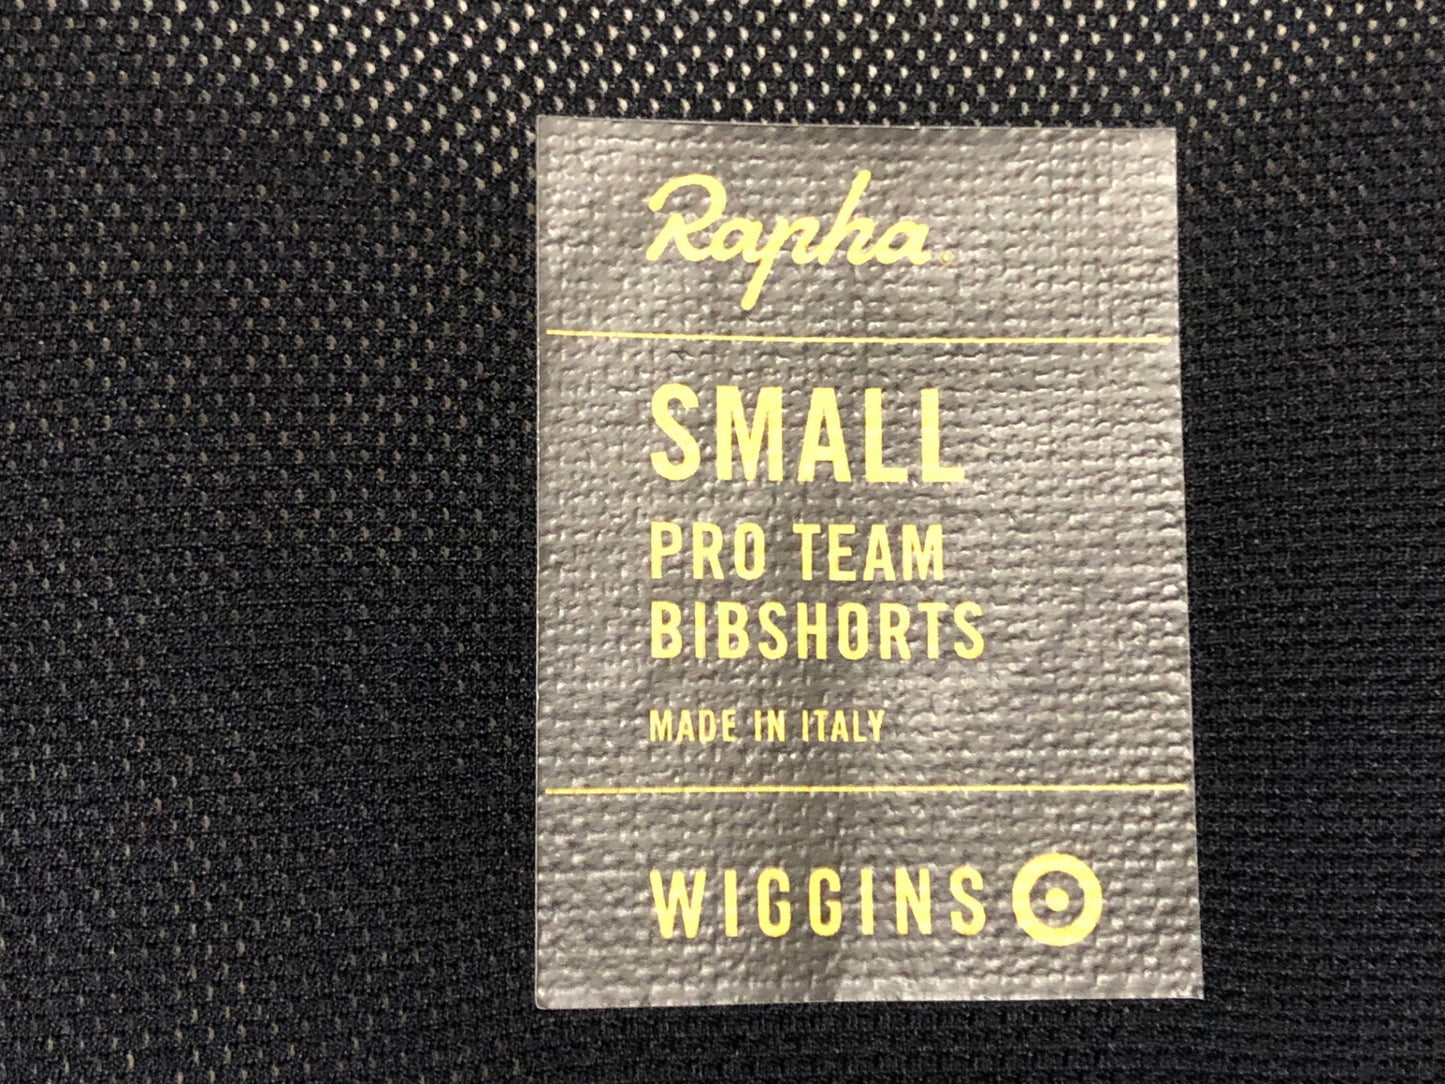 Rapha
SMALL
PRO TEAM
BIBSHORTS
MADE IN ITALY
WIGGINS